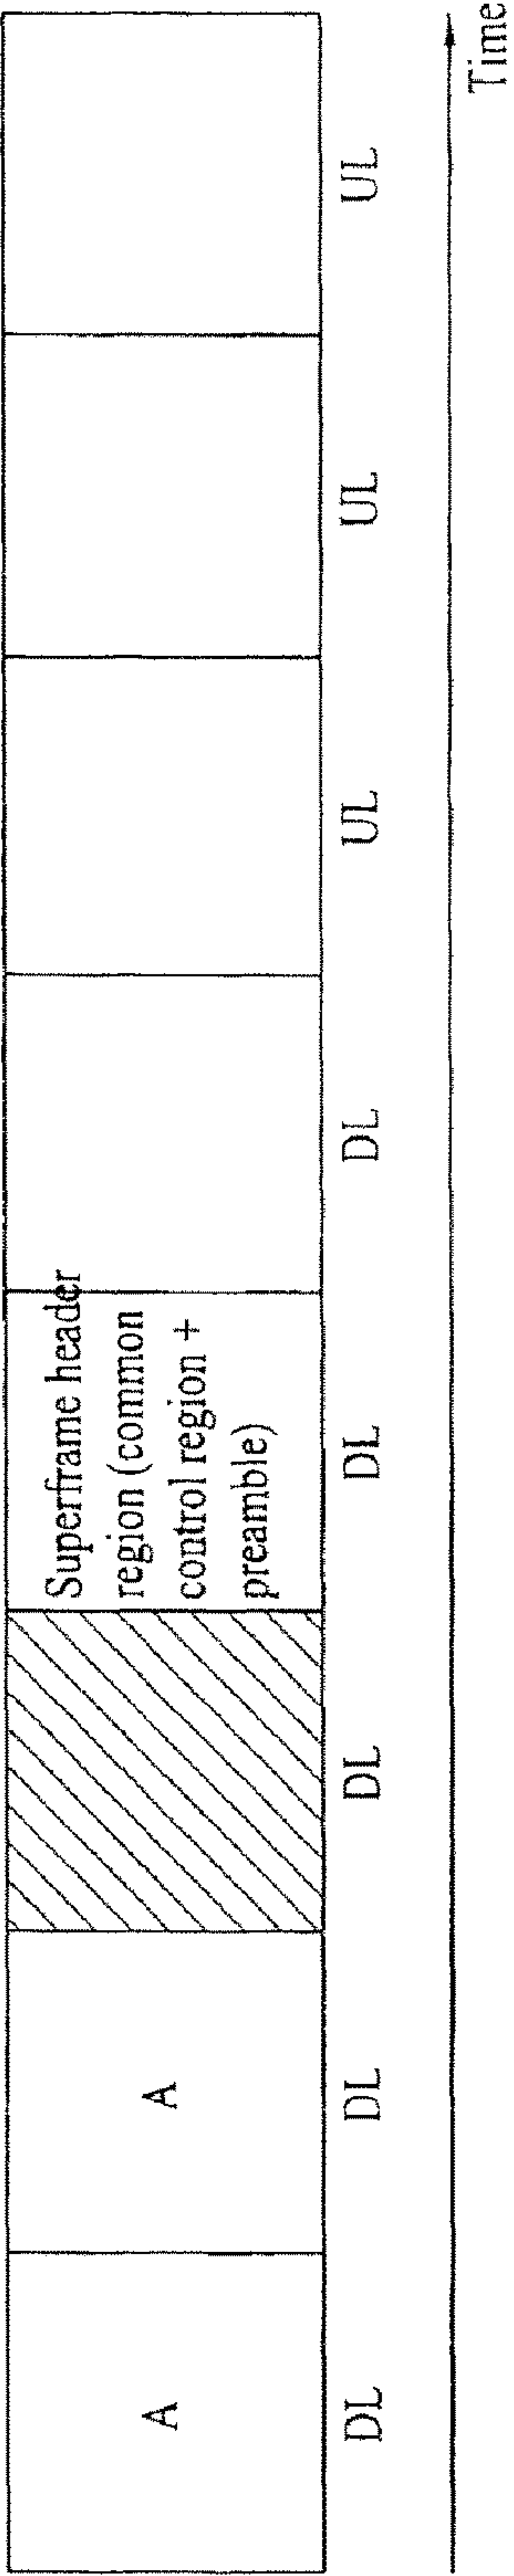 A
A
Superframe header
region (common
control region +
preamble)
DL
DL
DL
DL
DL
UL
UL
UL
Time